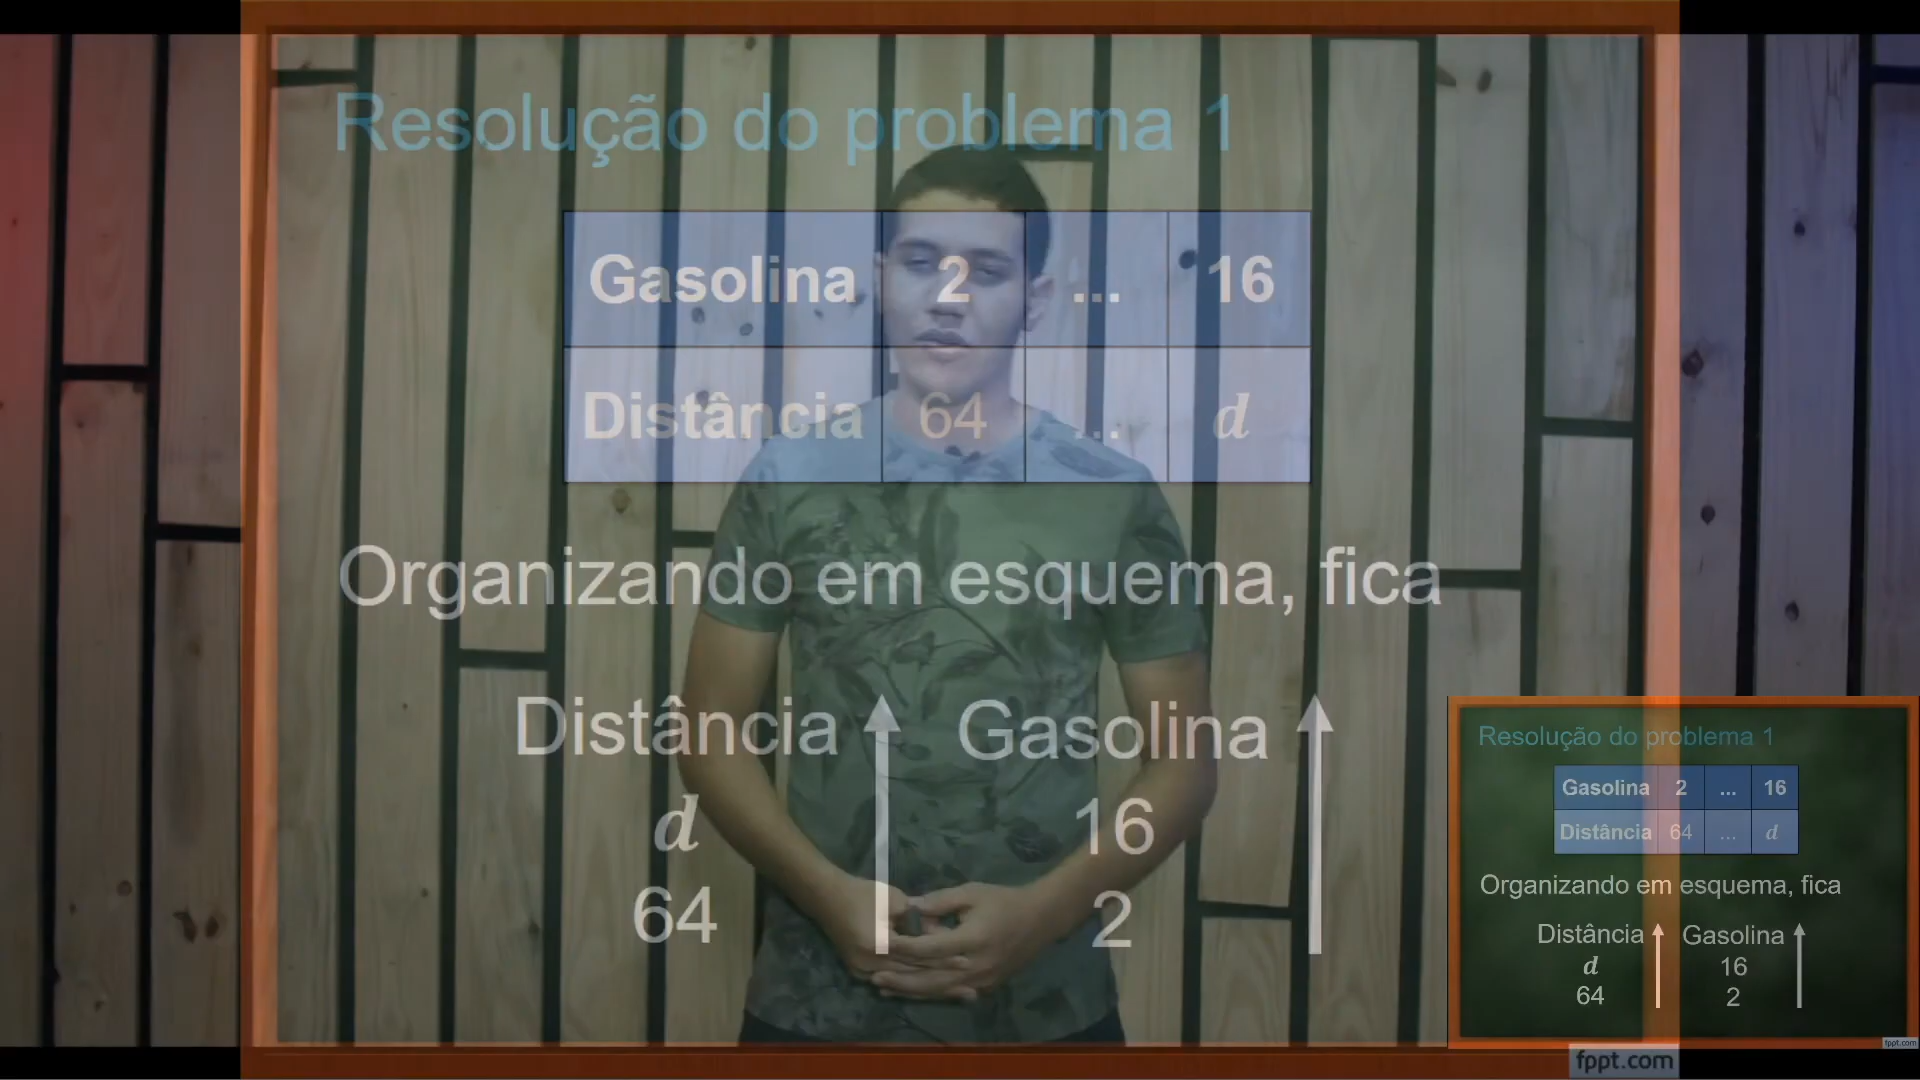 Resolução do problema 1
Gasolina 2 ... 16
Distância 64 ... d
Organizando em esquema, fica
Distância Gasolina
d 16
64 2
fppt.com
Resolução do problema 1
Gasolina 2 ... 16
Distância 64 ... d
Organizando em esquema, fica
Distância Gasolina
d 16
64 2
fppt.com